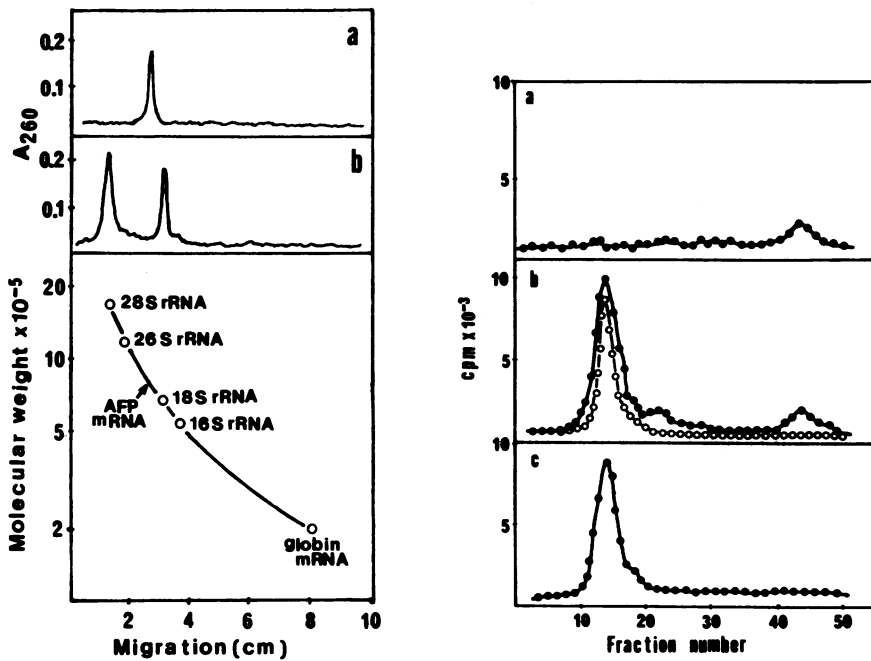 a
0.2
0.1
A260
b
0.2
0.1
Molecular weight x10⁻⁵
20
10
5
2
28S rRNA
26S rRNA
AFP
mRNA
18S rRNA
16S rRNA
globin
mRNA
2 4 6 8 10
Migration (cm)
10
a
5
cpm x10⁻³
10
b
5
10
c
5
10 20 30 40 50
Fraction number